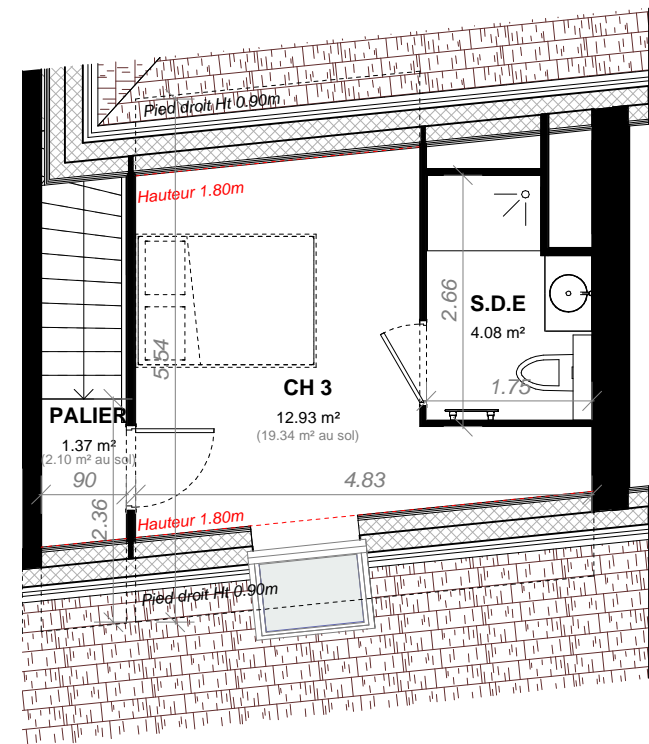 Pied droit Ht 0.90m
Hauteur 1.80m
2.66
S.D.E
4.08 m²
5.54
1.75
CH 3
12.93 m²
(19.34 m² au sol)
PALIER
1.37 m²
(2.10 m² au sol)
90
4.83
2.36
Hauteur 1.80m
Pied droit Ht 0.90m